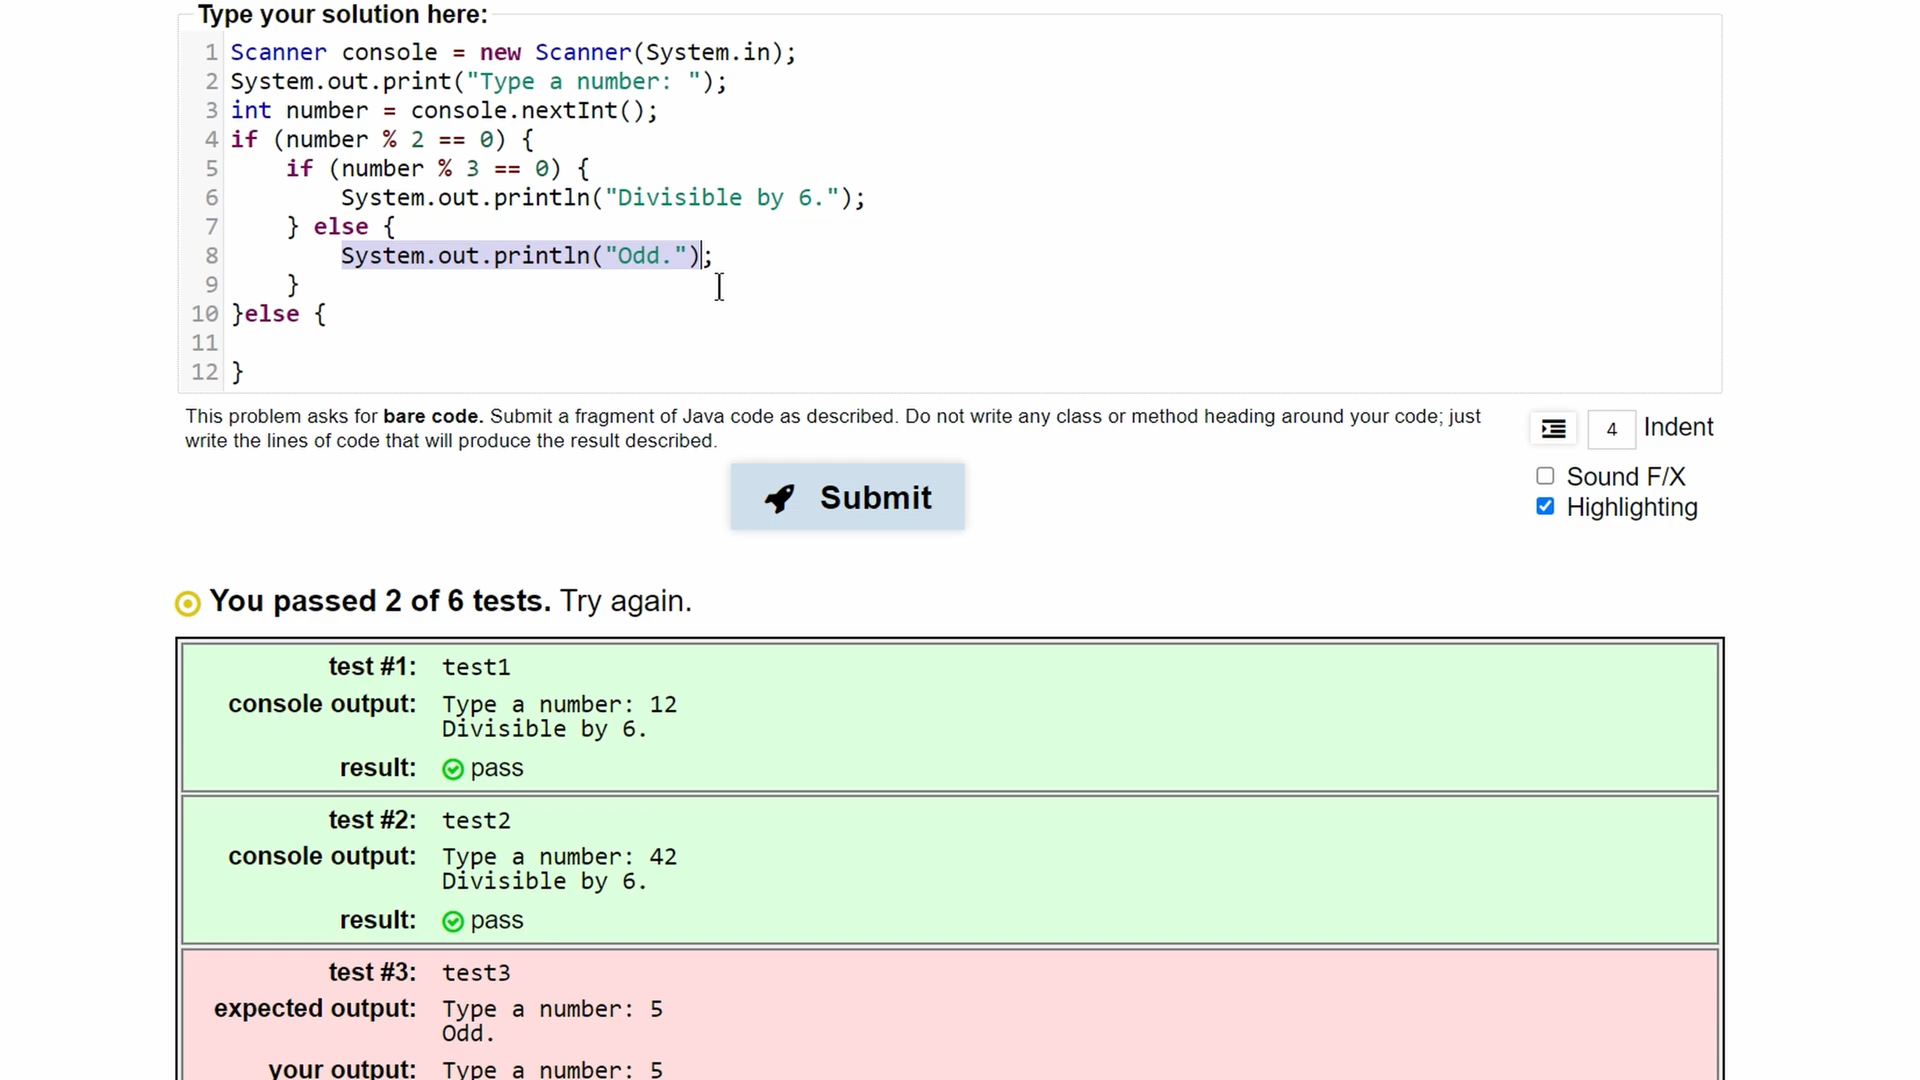 Type your solution here:
1 Scanner console = new Scanner(System.in);
2 System.out.print("Type a number: ");
3 int number = console.nextInt();
4 if (number % 2 == 0) {
5     if (number % 3 == 0) {
6         System.out.println("Divisible by 6.");
7     } else {
8         System.out.println("Odd.");
9     }
10 }else {
11
12 }
This problem asks for bare code. Submit a fragment of Java code as described. Do not write any class or method heading around your code; just
write the lines of code that will produce the result described.
4 Indent
Sound F/X
Highlighting
Submit
You passed 2 of 6 tests. Try again.
test #1: test1
console output: Type a number: 12
Divisible by 6.
result: pass
test #2: test2
console output: Type a number: 42
Divisible by 6.
result: pass
test #3: test3
expected output: Type a number: 5
Odd.
your output: Type a number: 5